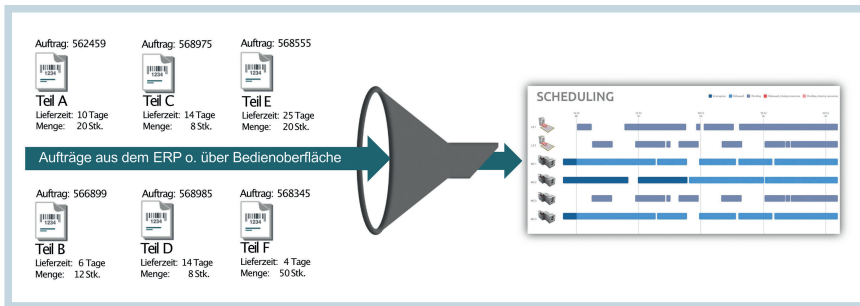 Auftrag: 562459
1234
Teil A
Lieferzeit: 10 Tage
Menge: 20 Stk.
Auftrag: 568975
1234
Teil C
Lieferzeit: 14 Tage
Menge: 8 Stk.
Auftrag: 568555
1234
Teil E
Lieferzeit: 25 Tage
Menge: 20 Stk.
Aufträge aus dem ERP o. über Bedienoberfläche
Auftrag: 566899
1234
Teil B
Lieferzeit: 6 Tage
Menge: 12 Stk.
Auftrag: 568985
1234
Teil D
Lieferzeit: 14 Tage
Menge: 8 Stk.
Auftrag: 568345
1234
Teil F
Lieferzeit: 4 Tage
Menge: 50 Stk.
SCHEDULING